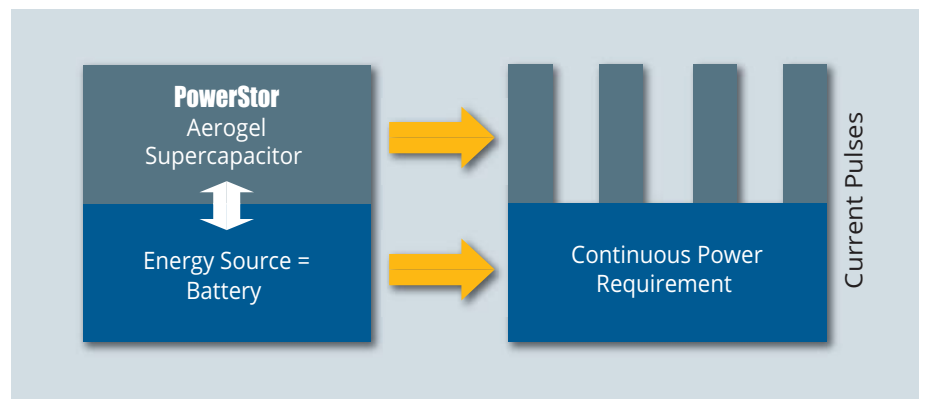 PowerStor
Aerogel
Supercapacitor
Energy Source =
Battery
Continuous Power
Requirement
Current Pulses